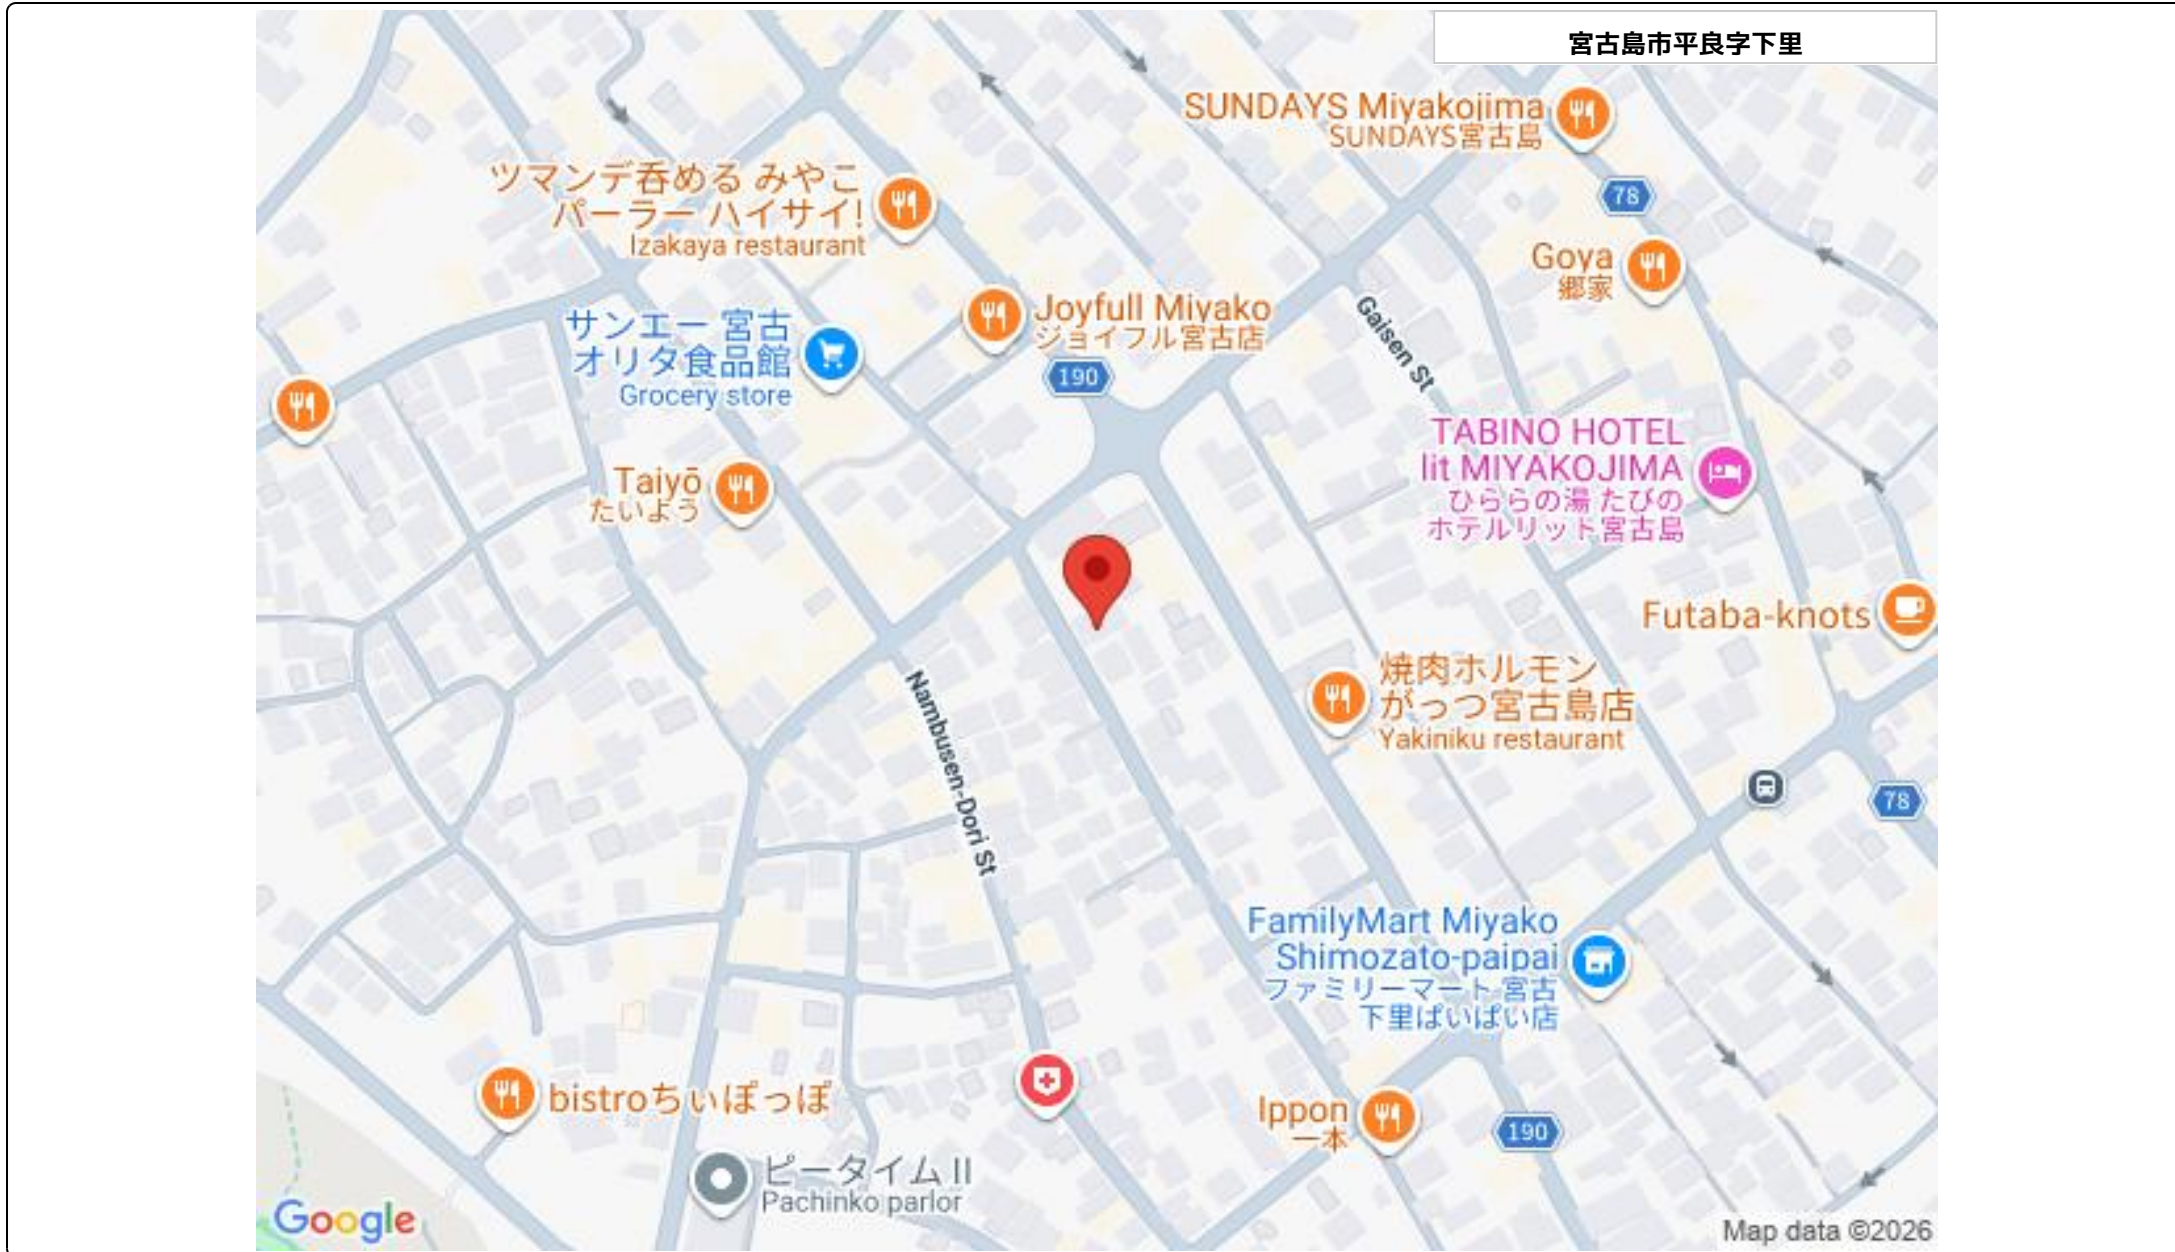 宮古島市平良字下里
SUNDAYS Miyakojima
SUNDAYS宮古島
78
ツマンデ呑める みやこ
パーラー ハイサイ!
Izakaya restaurant
Goya
郷家
サンエー 宮古
オリタ食品館
Grocery store
Joyfull Miyako
ジョイフル宮古店
190
Gaisen St
TABINO HOTEL
lit MIYAKOJIMA
ひららの湯 たびの
ホテルリット宮古島
Taiyō
たいよう
Futaba-knots
焼肉ホルモン
がっつ宮古島店
Yakiniku restaurant
Nambusen-Dori St
78
FamilyMart Miyako
Shimozato-paipai
ファミリーマート 宮古
下里ぱいぱい店
bistroちぃぽっぽ
Ippon
一本
190
ピータイム II
Pachinko parlor
Google
Map data ©2026